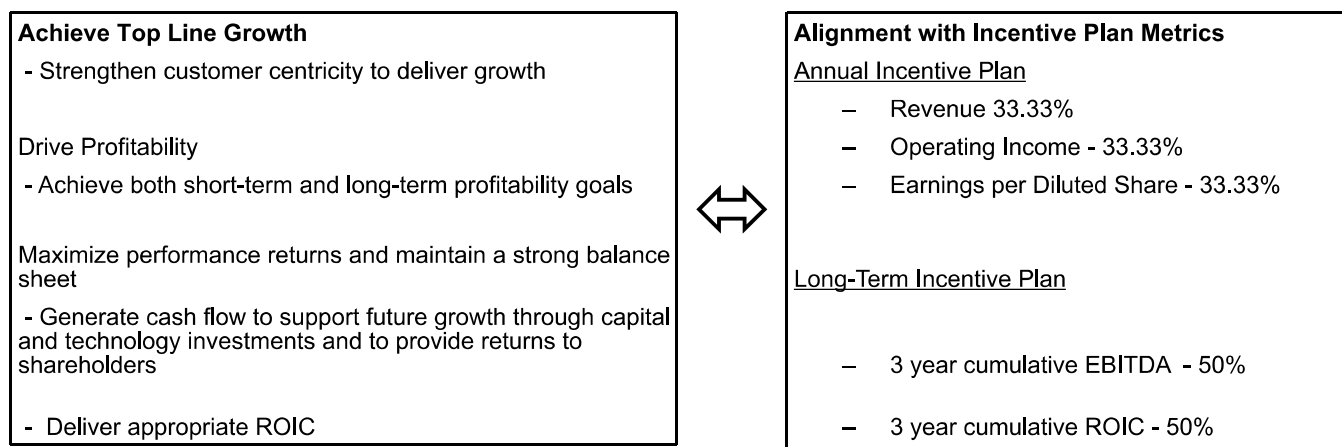 Achieve Top Line Growth
- Strengthen customer centricity to deliver growth
Drive Profitability
- Achieve both short-term and long-term profitability goals
Maximize performance returns and maintain a strong balance
sheet
- Generate cash flow to support future growth through capital
and technology investments and to provide returns to
shareholders
- Deliver appropriate ROIC
Alignment with Incentive Plan Metrics
Annual Incentive Plan
– Revenue 33.33%
– Operating Income - 33.33%
– Earnings per Diluted Share - 33.33%
Long-Term Incentive Plan
– 3 year cumulative EBITDA - 50%
– 3 year cumulative ROIC - 50%